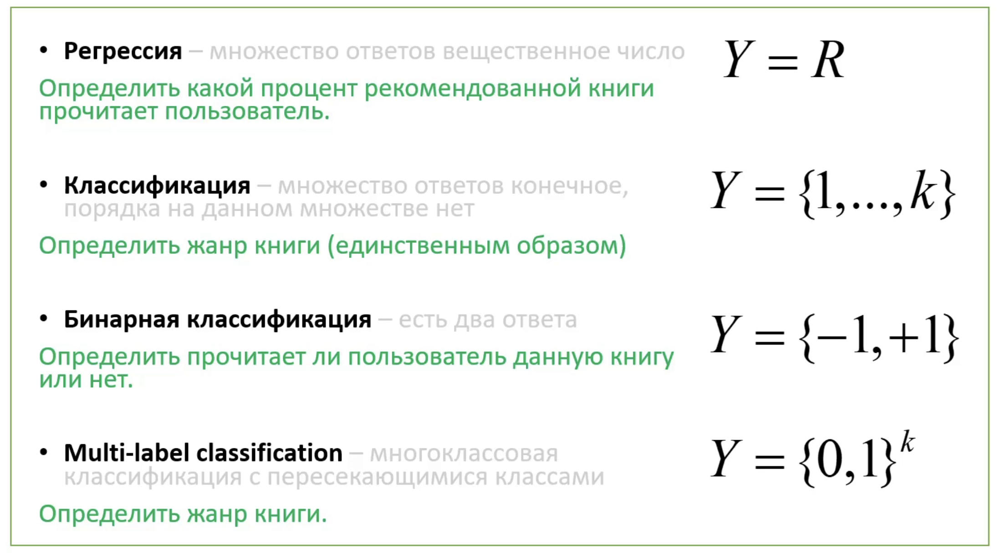 • Регрессия – множество ответов вещественное число
Y = R
Определить какой процент рекомендованной книги
прочитает пользователь.
• Классификация – множество ответов конечное,
порядка на данном множестве нет
Y = {1,...,k}
Определить жанр книги (единственным образом)
• Бинарная классификация – есть два ответа
Y = {−1,+1}
Определить прочитает ли пользователь данную книгу
или нет.
• Multi-label classification – многоклассовая
классификация с пересекающимися классами
Y = {0,1}^k
Определить жанр книги.